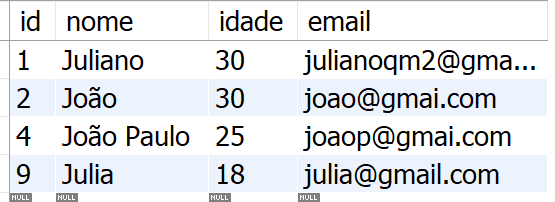 id nome idade email
1 Juliano 30 julianoqm2@gma...
2 João 30 joao@gmai.com
4 João Paulo 25 joaop@gmai.com
9 Julia 18 julia@gmail.com
NULL NULL NULL NULL